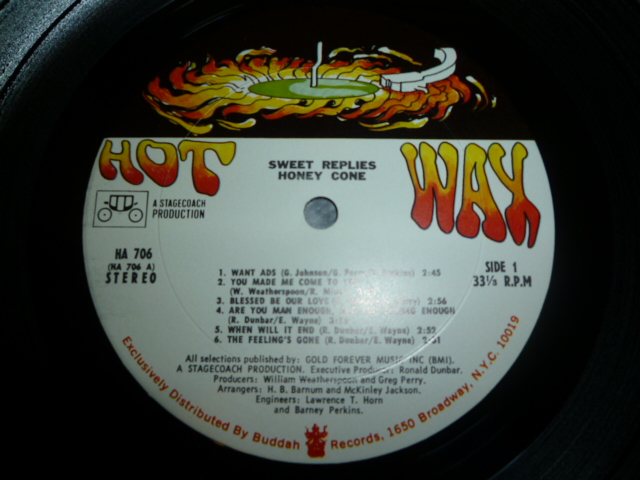 HOT WAX
SWEET REPLIES
HONEY CONE
A STAGECOACH
PRODUCTION
HA 706
(HA 706 A)
STEREO
SIDE 1
33⅓ R.P.M
1. WANT ADS (G. Johnson/G. Perry/ 2:45
2. YOU MADE ME COME TO
(W. Weatherspoon/R.
3. BLESSED BE OUR LOVE 2:56
4. ARE YOU MAN ENOUGH, ENOUGH
(R. Dunbar/E. Wayne)
5. WHEN WILL IT END (R. Dunbar/E. Wayne) 2:52
6. THE FEELING'S GONE (R. Dunbar/E. Wayne)
All selections published by: GOLD FOREVER MUSIC INC (BMI).
A STAGECOACH PRODUCTION. Executive Producer: Ronald Dunbar.
Producers: William Weatherspoon and Greg Perry.
Arrangers: H. B. Barnum and McKinley Jackson.
Engineers: Lawrence T. Horn
and Barney Perkins.
Exclusively Distributed By Buddah Records, 1650 Broadway, N.Y.C. 10019